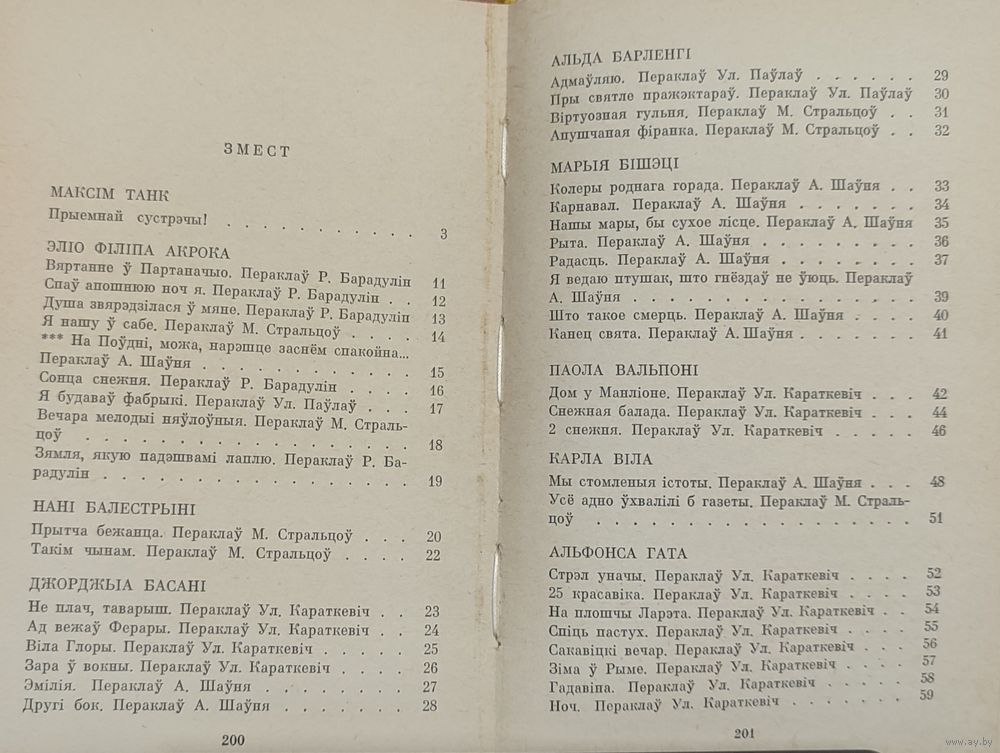 ЗМЕСТ
МАКСІМ ТАНК
Прыемнай сустрэчы! . . . . . . . . . . . 3
ЭЛІО ФІЛІПА АКРОКА
Вяртанне ў Партаначыо. Пераклаў Р. Барадулін 11
Спаў апошнюю ноч я. Пераклаў Р. Барадулін . . 12
Душа звярэдзілася ў мяне. Пераклаў Р. Барадулін 13
Я нашу ў сабе. Пераклаў М. Стральцоў . . . . 14
*** На Поўдні, можа, нарэшце заснём спакойна...
Пераклаў А. Шаўня . . . . . . . . . . . 15
Сонца снежня. Пераклаў Р. Барадулін . . . . 16
Я будаваў фабрыкі. Пераклаў Ул. Паўлаў . . . 17
Вечара мелодыі няўлоўныя. Пераклаў М. Страль-
цоў . . . . . . . . . . . . . . . . . 18
Зямля, якую падэшвамі лаплю. Пераклаў Р. Ба-
радулін . . . . . . . . . . . . . . . 19
НАНІ БАЛЕСТРЫНІ
Прытча бежанца. Пераклаў М. Стральцоў . . . 20
Такім чынам. Пераклаў М. Стральцоў . . . . 22
ДЖОРДЖЫА БАСАНІ
Не плач, таварыш. Пераклаў Ул. Караткевіч . . 23
Ад вежаў Ферары. Пераклаў Ул. Караткевіч . . 24
Віла Глоры. Пераклаў Ул. Караткевіч . . . . . 25
Зара ў вокны. Пераклаў Ул. Караткевіч . . . . 26
Эмілія. Пераклаў А. Шаўня . . . . . . . . 27
Другі бок. Пераклаў А. Шаўня . . . . . . . 28
200
АЛЬДА БАРЛЕНГІ
Адмаўляю. Пераклаў Ул. Паўлаў . . . . . . 29
Пры святле пражэктараў. Пераклаў Ул. Паўлаў 30
Віртуозная гульня. Пераклаў М. Стральцоў . . 31
Апушчаная фіранка. Пераклаў М. Стральцоў . . 32
МАРЫЯ БІШЭЦІ
Колеры роднага горада. Пераклаў А. Шаўня . . 33
Карнавал. Пераклаў А. Шаўня . . . . . . . 34
Нашы мары, бы сухое лісце. Пераклаў А. Шаўня 35
Рыта. Пераклаў А. Шаўня . . . . . . . . . 36
Радасць. Пераклаў А. Шаўня . . . . . . . . 37
Я ведаю птушак, што гнёздаў не ўюць. Пераклаў
А. Шаўня . . . . . . . . . . . . . . . 39
Што такое смерць. Пераклаў А. Шаўня . . . . 40
Канец свята. Пераклаў А. Шаўня . . . . . . . 41
ПАОЛА ВАЛЬПОНІ
Дом у Манліоне. Пераклаў Ул. Караткевіч . . . 42
Снежная балада. Пераклаў Ул. Караткевіч . . . 44
2 снежня. Пераклаў Ул. Караткевіч . . . . . 46
КАРЛА ВІЛА
Мы стомленыя істоты. Пераклаў А. Шаўня . . . 48
Усё адно ўхвалілі б газеты. Пераклаў М. Страль-
цоў . . . . . . . . . . . . . . . . . 51
АЛЬФОНСА ГАТА
Стрэл уначы. Пераклаў Ул. Караткевіч . . . . 52
25 красавіка. Пераклаў Ул. Караткевіч . . . . 53
На плошчы Ларэта. Пераклаў Ул. Караткевіч . . 54
Спіць пастух. Пераклаў Ул. Караткевіч . . . . 55
Сакавіцкі вечар. Пераклаў Ул. Караткевіч . . . 56
Зіма ў Рыме. Пераклаў Ул. Караткевіч . . . . 57
Гадавіна. Пераклаў Ул. Караткевіч . . . . . 58
Ноч. Пераклаў Ул. Караткевіч . . . . . . . 59
201
www.ay.by